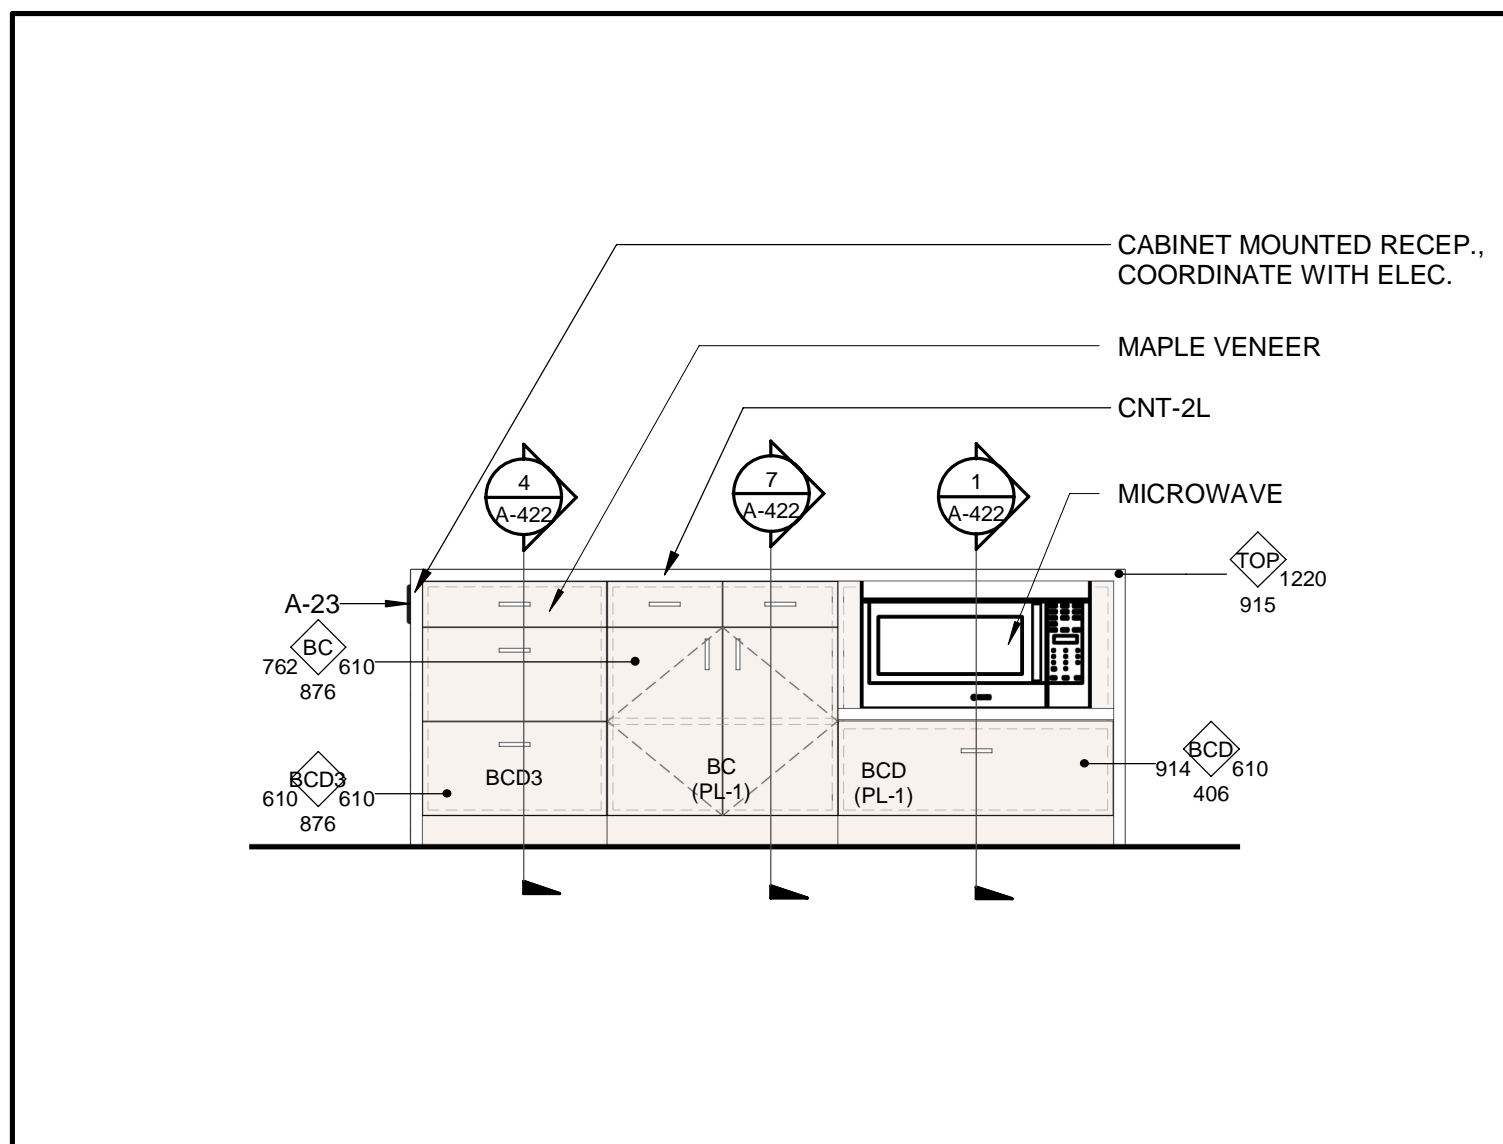 CABINET MOUNTED RECEP.,
COORDINATE WITH ELEC.
MAPLE VENEER
CNT-2L
MICROWAVE
4
A-422
7
A-422
1
A-422
TOP
1220
915
A-23
BC
762 610
876
BCD3
610 610
876
BCD3
BC
(PL-1)
BCD
(PL-1)
BCD
914 610
406